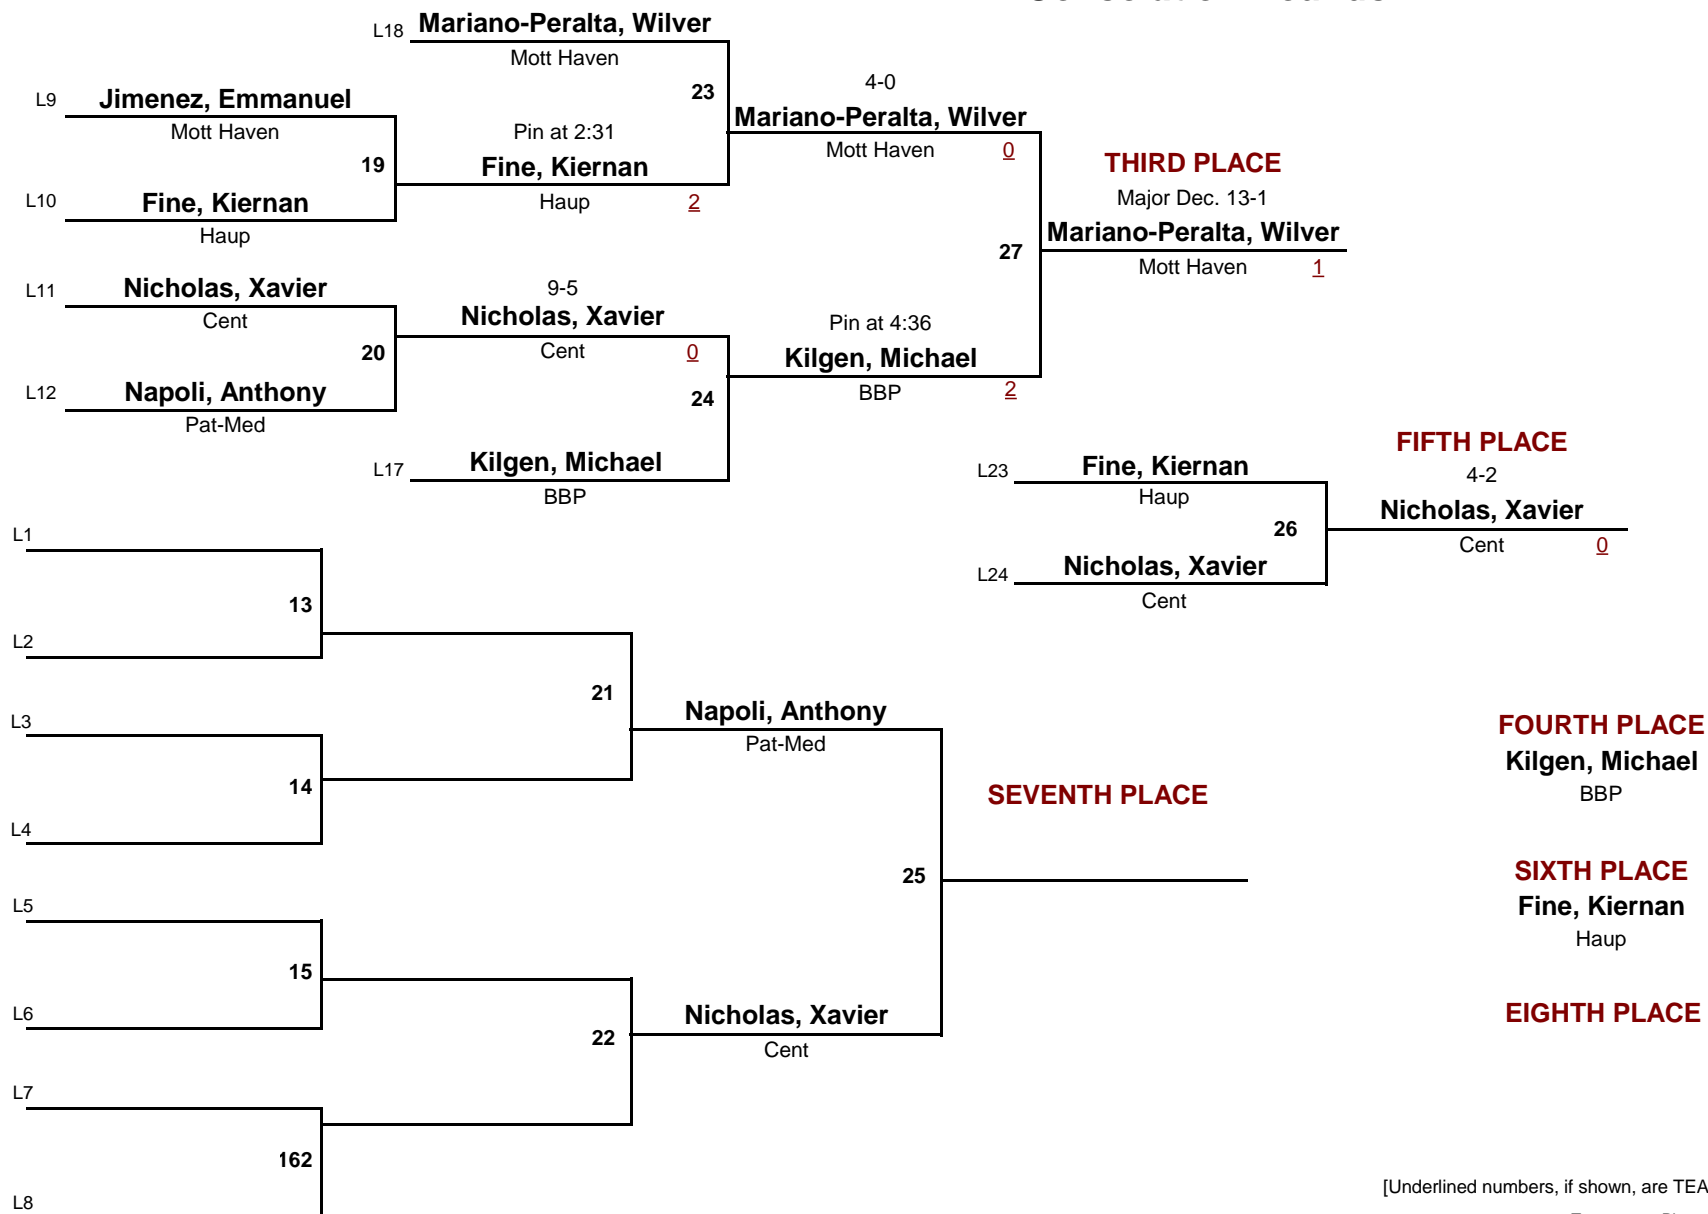 L18 Mariano-Peralta, Wilver
Mott Haven
23
4-0
L9 Jimenez, Emmanuel
Mott Haven
Pin at 2:31
Mariano-Peralta, Wilver
Mott Haven 0
19
Fine, Kiernan
Haup 2
THIRD PLACE
Major Dec. 13-1
L10 Fine, Kiernan
Haup
Mariano-Peralta, Wilver
Mott Haven 1
27
L11 Nicholas, Xavier
Cent
9-5
Nicholas, Xavier
Cent 0
Pin at 4:36
Kilgen, Michael
BBP 2
20
L12 Napoli, Anthony
Pat-Med
24
L17 Kilgen, Michael
BBP
L23 Fine, Kiernan
Haup
FIFTH PLACE
4-2
Nicholas, Xavier
Cent 0
26
L24 Nicholas, Xavier
Cent
L1
13
L2
21
L3
Napoli, Anthony
Pat-Med
FOURTH PLACE
Kilgen, Michael
BBP
14
SEVENTH PLACE
L4
25
SIXTH PLACE
Fine, Kiernan
Haup
L5
15
L6
Nicholas, Xavier
Cent
EIGHTH PLACE
22
L7
162
L8
[Underlined numbers, if shown, are TEA